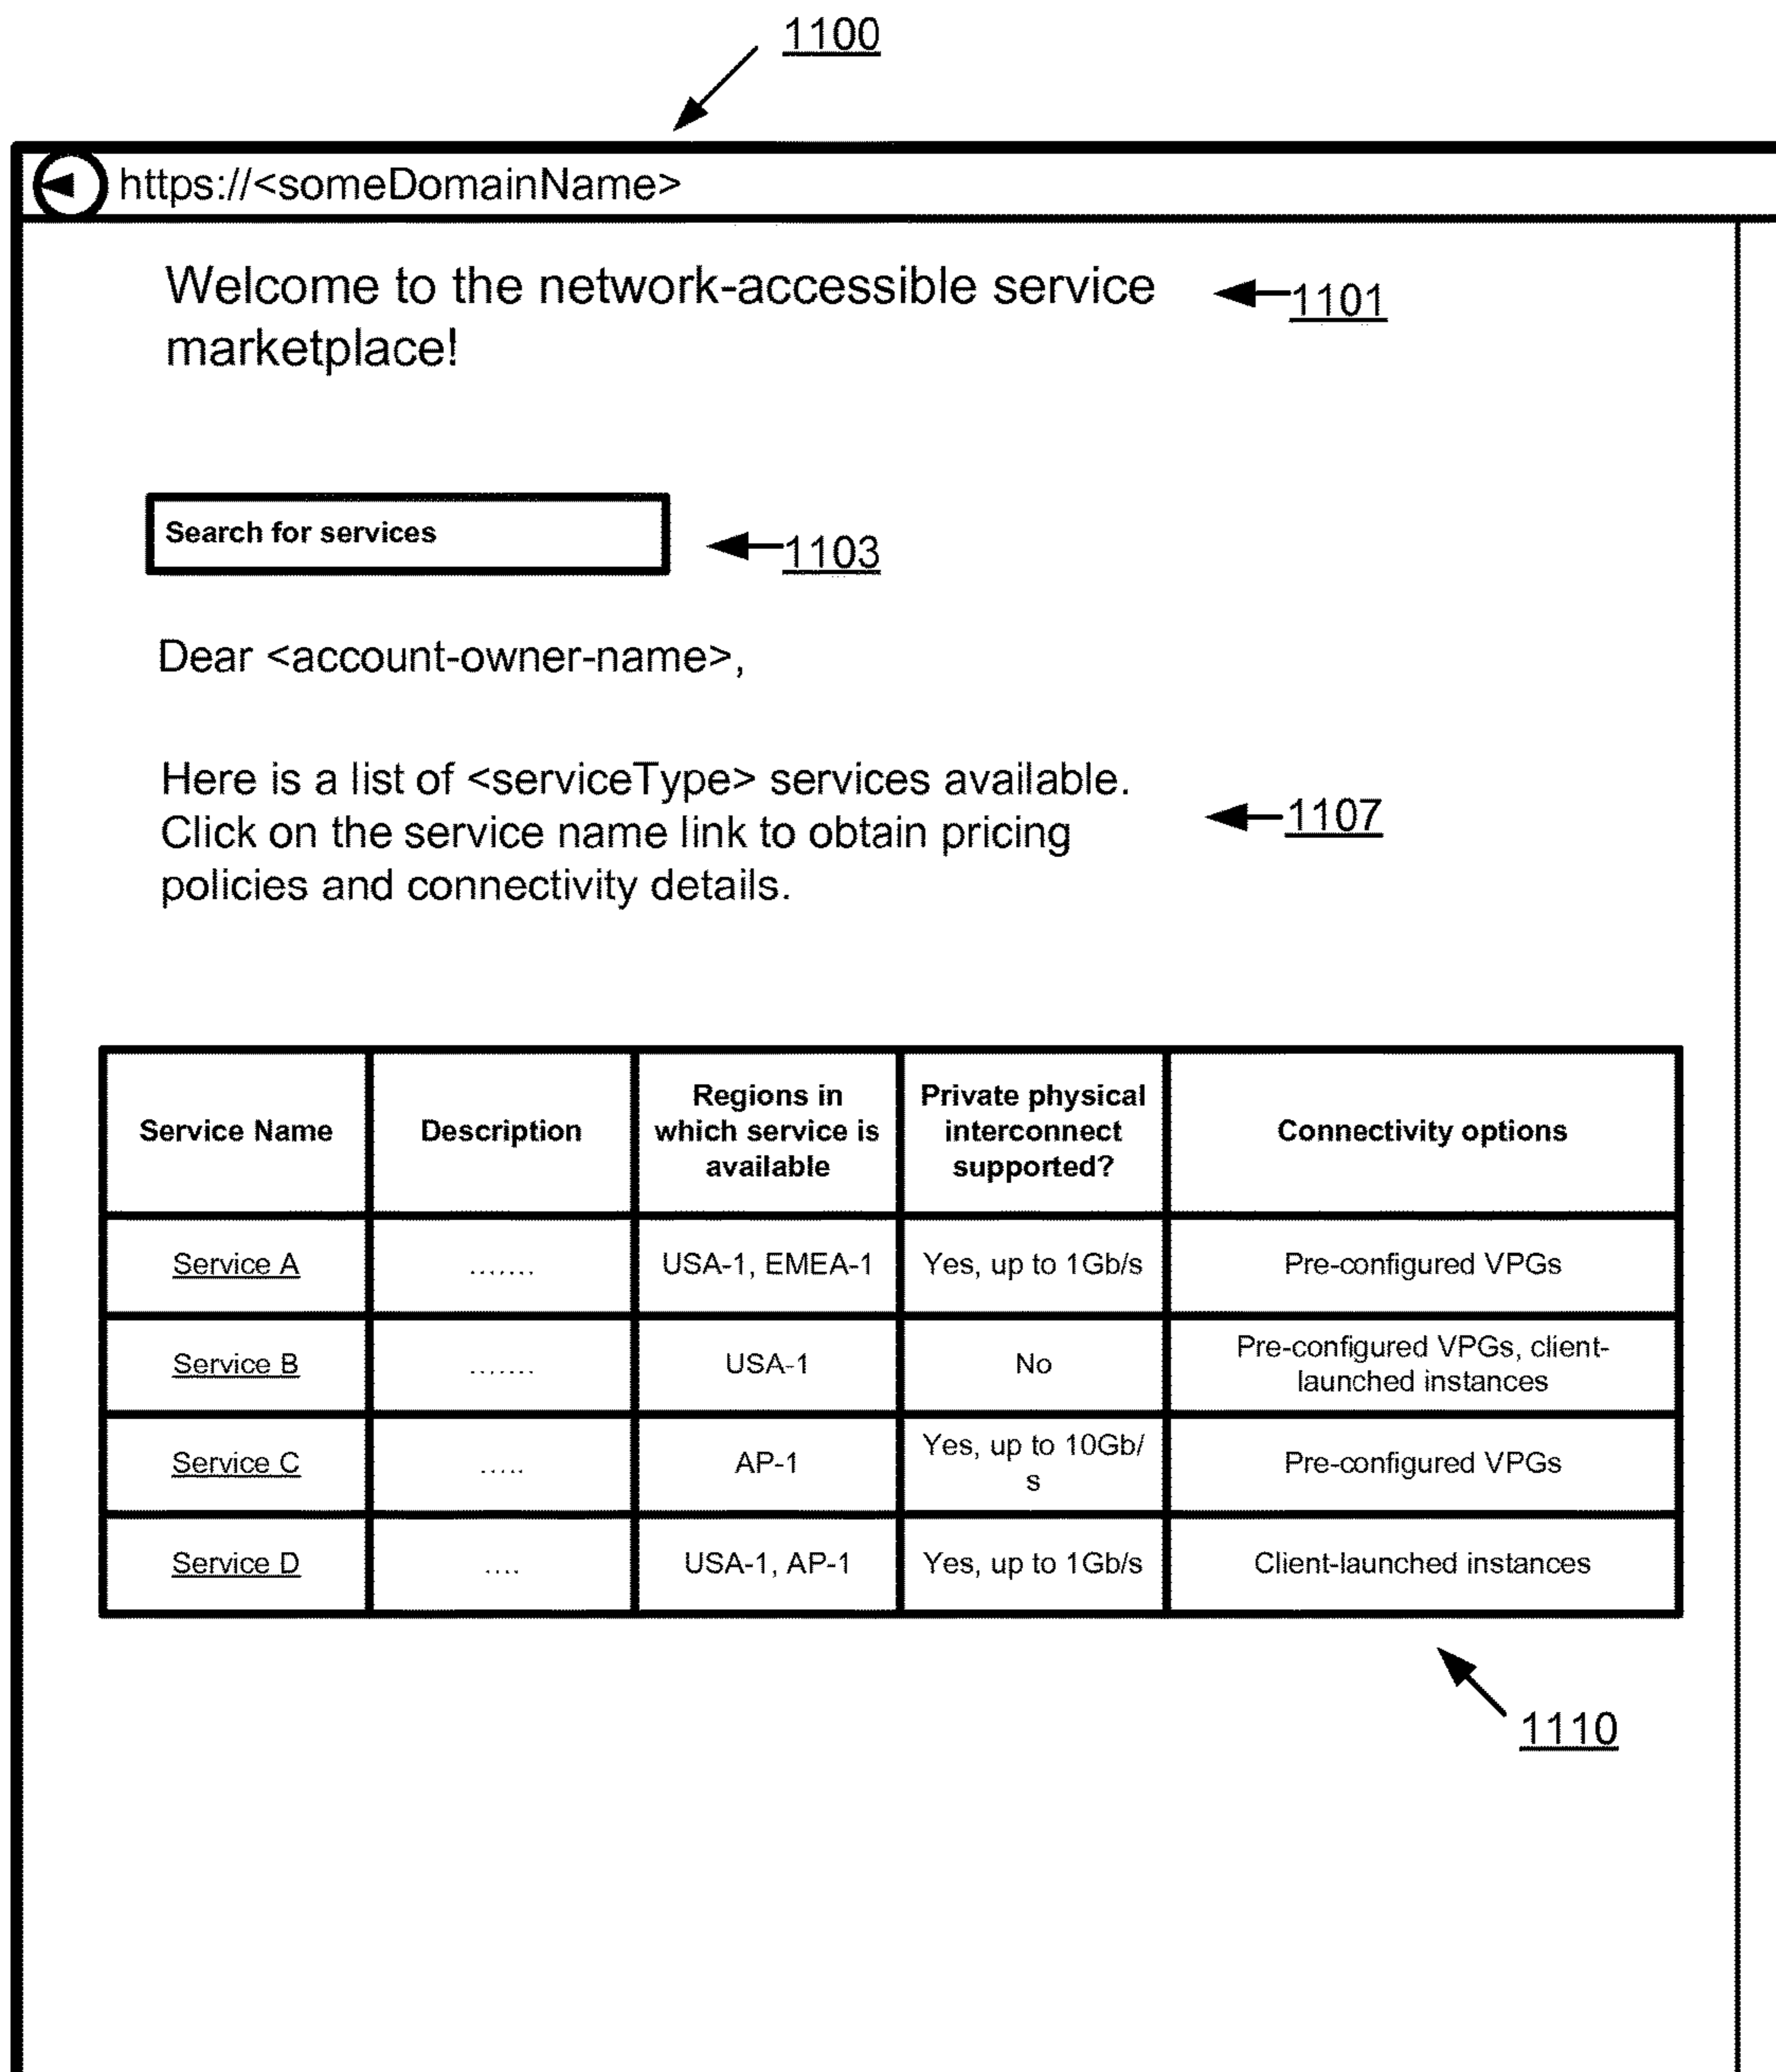 1100
https://<someDomainName>
Welcome to the network-accessible service
1101
marketplace!
Search for services
1103
Dear <account-owner-name>,
Here is a list of <serviceType> services available.
Click on the service name link to obtain pricing
1107
policies and connectivity details.
Service Name
Description
Regions in
which service is
available
Private physical
interconnect
supported?
Connectivity options
Service A
.......
USA-1, EMEA-1
Yes, up to 1Gb/s
Pre-configured VPGs
Service B
.......
USA-1
No
Pre-configured VPGs, client-
launched instances
Service C
.....
AP-1
Yes, up to 10Gb/
s
Pre-configured VPGs
Service D
....
USA-1, AP-1
Yes, up to 1Gb/s
Client-launched instances
1110